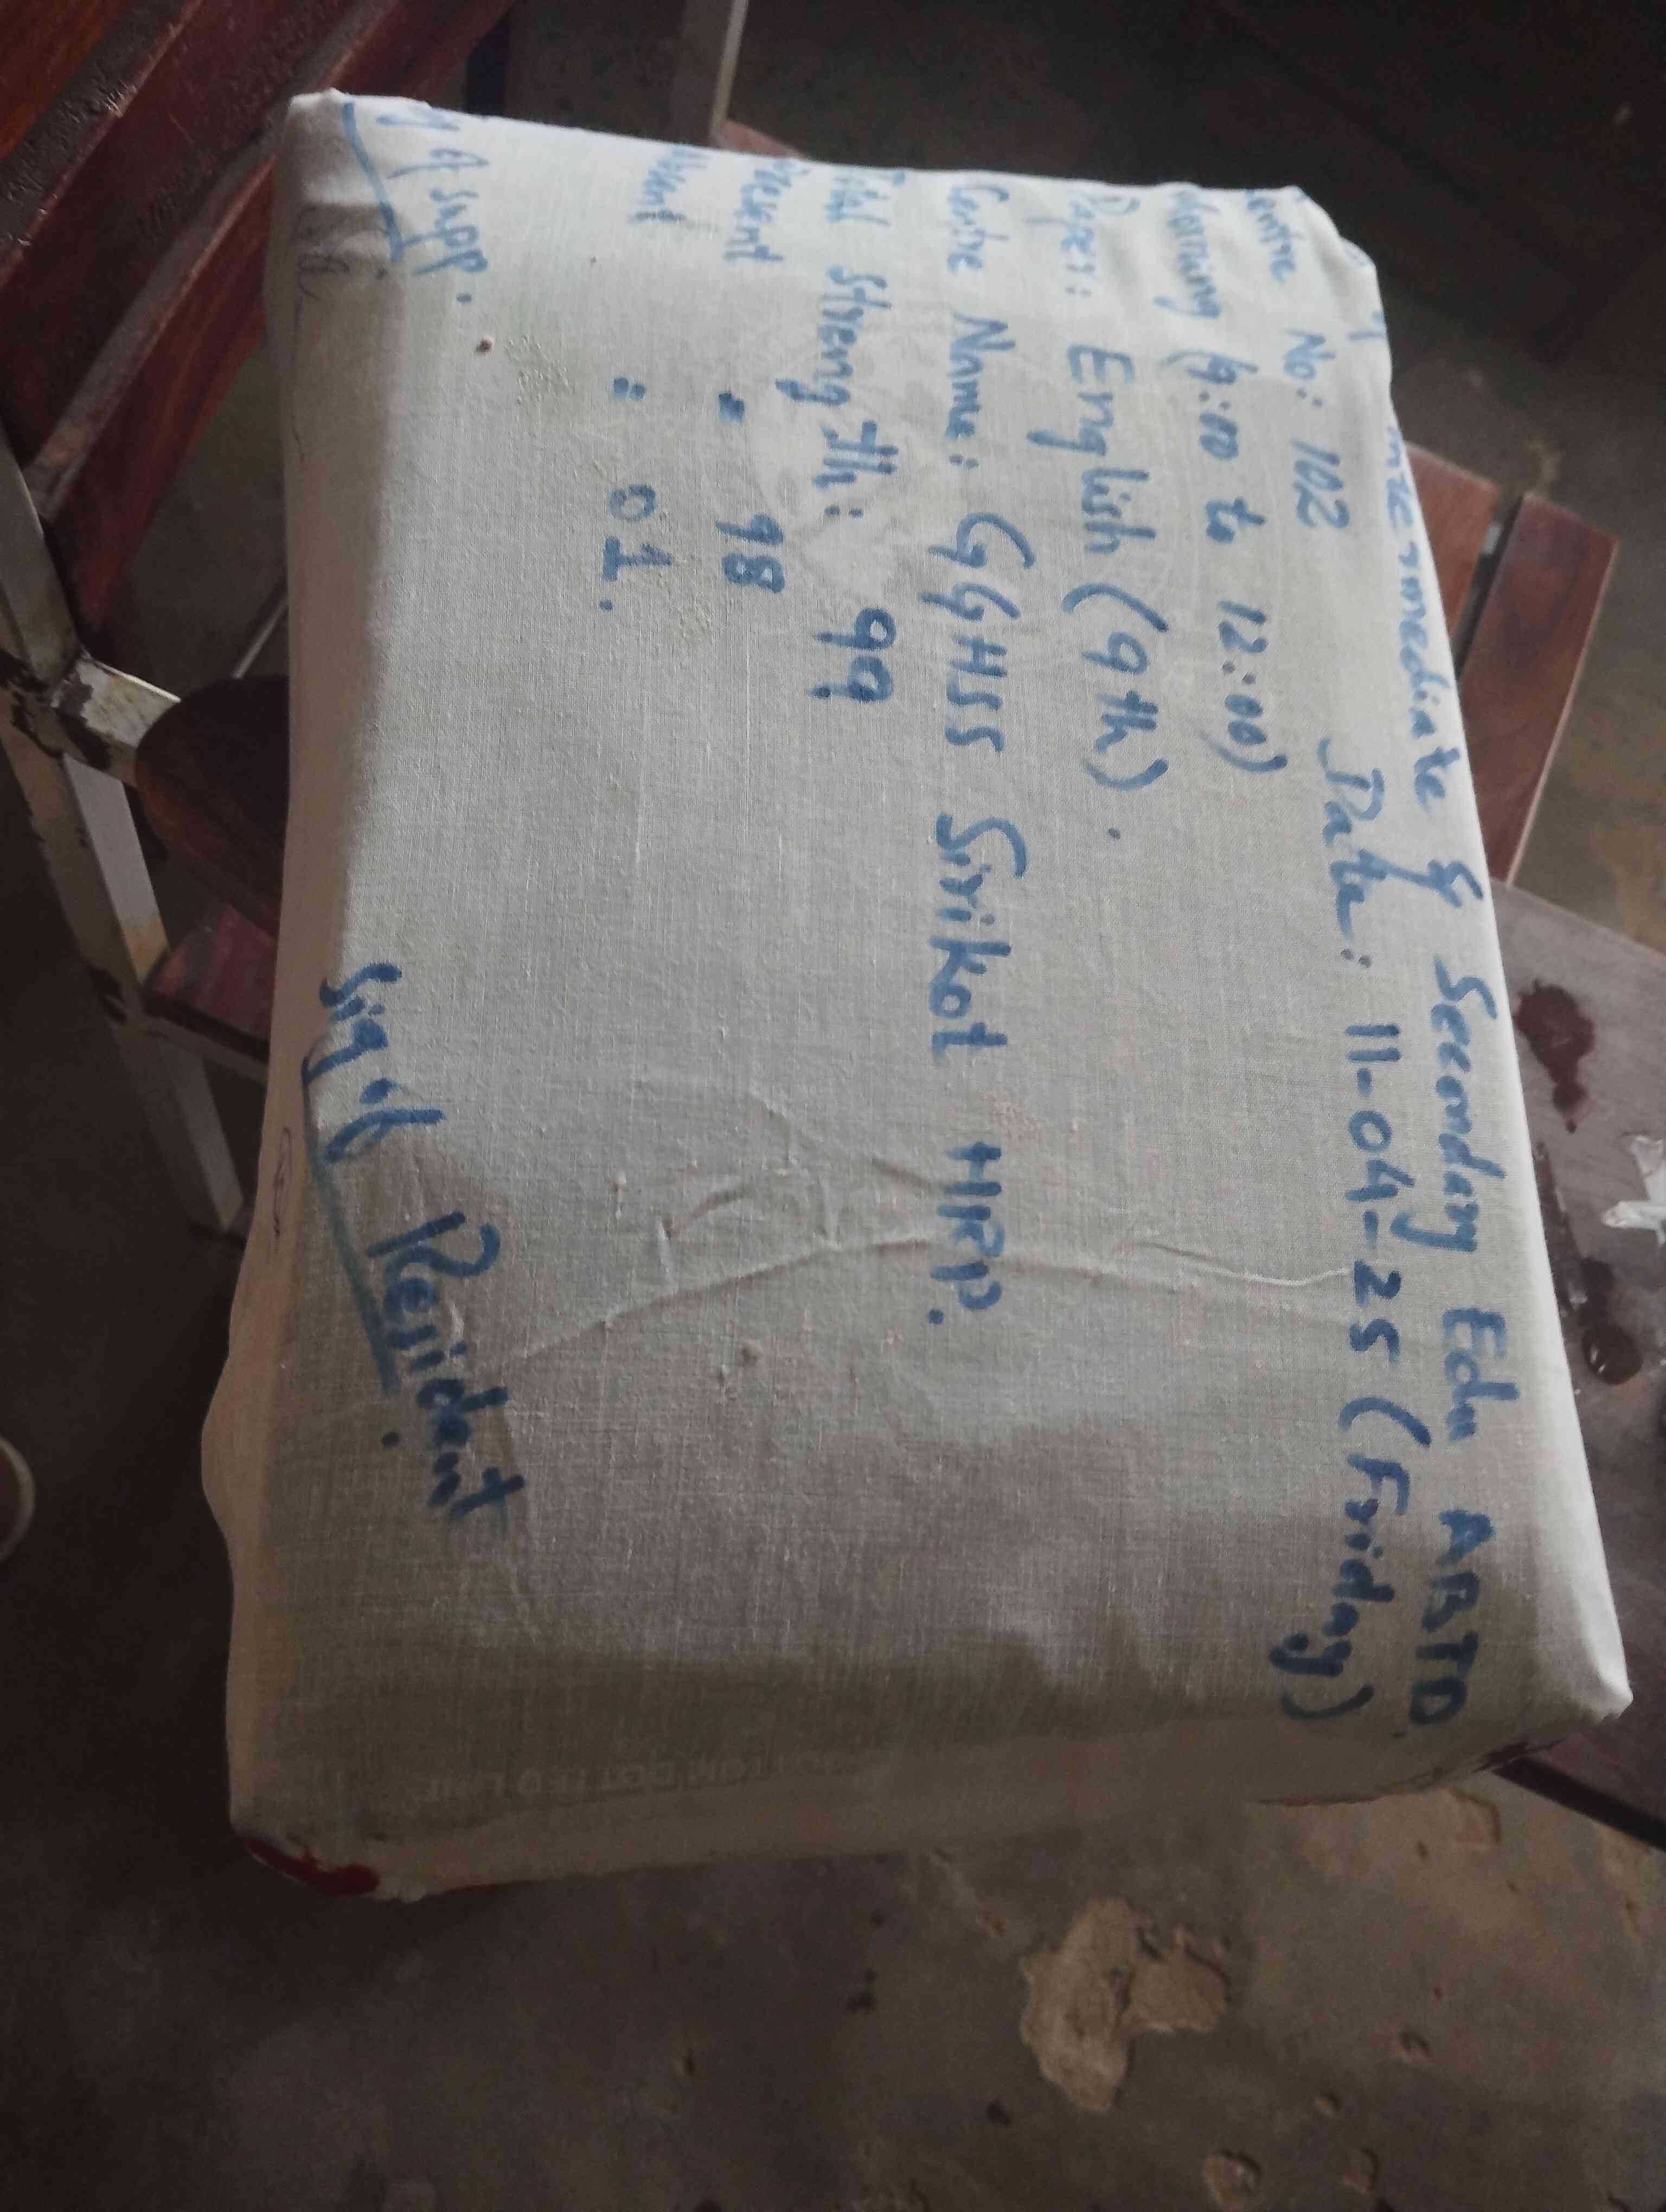 Intermediate & Secondary Edu ABTD
Centre No: 102 Date: 11-04-25 (Friday)
Morning (9:00 to 12:00)
Paper: English (9th).
Centre Name: GGHSS Sirikot HRP.
Total Strength: 99
Present = 98
Absent = 01.
of supp. Sig of Resident